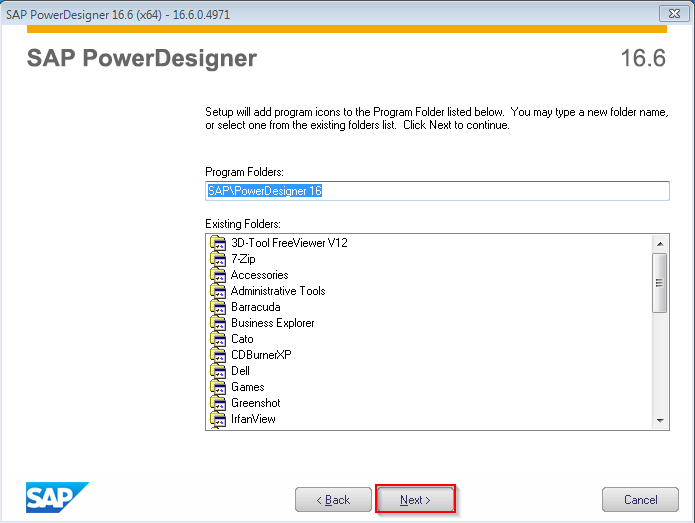 SAP PowerDesigner 16.6 (x64) - 16.6.0.4971
SAP PowerDesigner
16.6
Setup will add program icons to the Program Folder listed below.  You may type a new folder name,
or select one from the existing folders list.  Click Next to continue.
Program Folders:
SAP\PowerDesigner 16
Existing Folders:
3D-Tool FreeViewer V12
7-Zip
Accessories
Administrative Tools
Barracuda
Business Explorer
Cato
CDBurnerXP
Dell
Games
Greenshot
IrfanView
SAP
< Back
Next >
Cancel